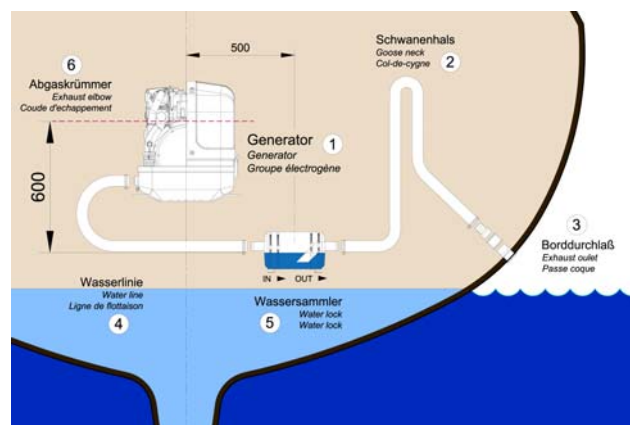 500
6
Abgaskrümmer
Exhaust elbow
Coude d'echappement
600
Generator
Generator
Groupe électrogéne
1
Schwanenhals
Goose neck
Col-de-cygne
2
3
Borddurchlaß
Exhaust oulet
Passe coque
IN
OUT
Wasserlinie
Water line
Ligne de flottaison
4
Wassersammler
Water lock
Water lock
5